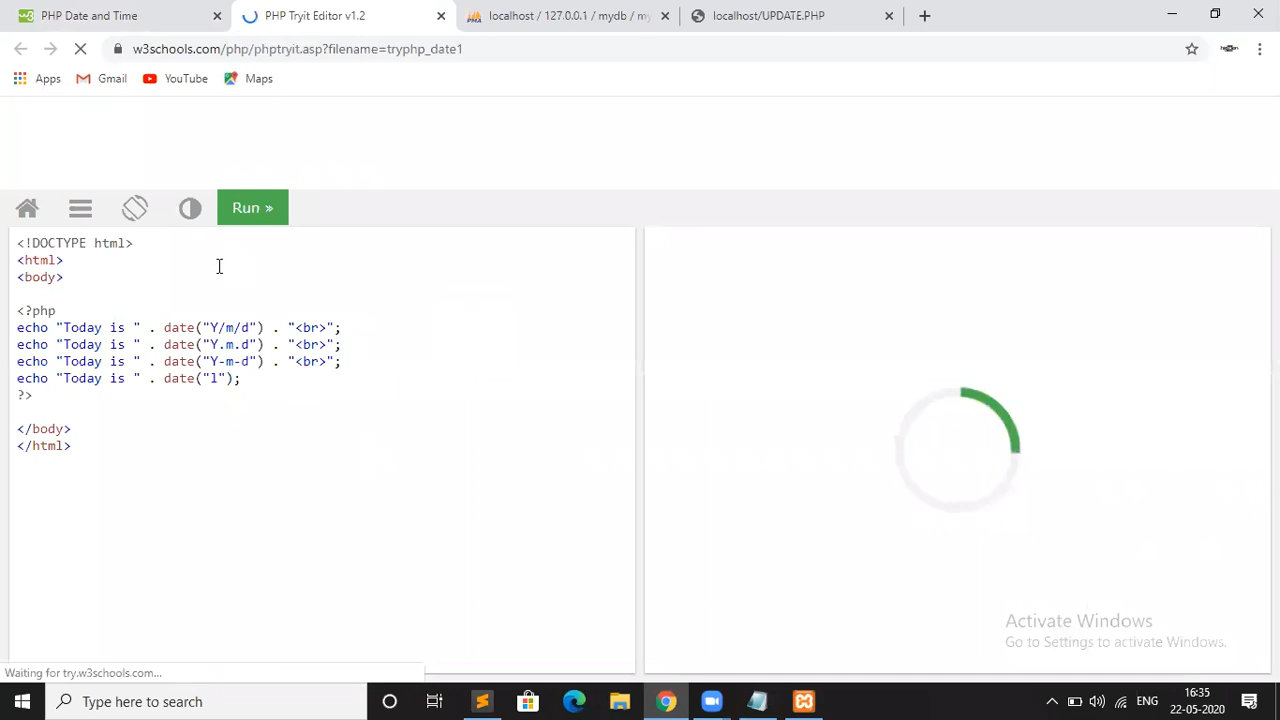 PHP Date and Time
PHP Tryit Editor v1.2
localhost / 127.0.0.1 / mydb / my
localhost/UPDATE.PHP
w3schools.com/php/phptryit.asp?filename=tryphp_date1
Apps
Gmail
YouTube
Maps
Run »
<!DOCTYPE html>
<html>
<body>
<?php
echo "Today is " . date("Y/m/d") . "<br>";
echo "Today is " . date("Y.m.d") . "<br>";
echo "Today is " . date("Y-m-d") . "<br>";
echo "Today is " . date("l");
?>
</body>
</html>
Activate Windows
Go to Settings to activate Windows.
Waiting for try.w3schools.com...
Type here to search
ENG
16:35
22-05-2020